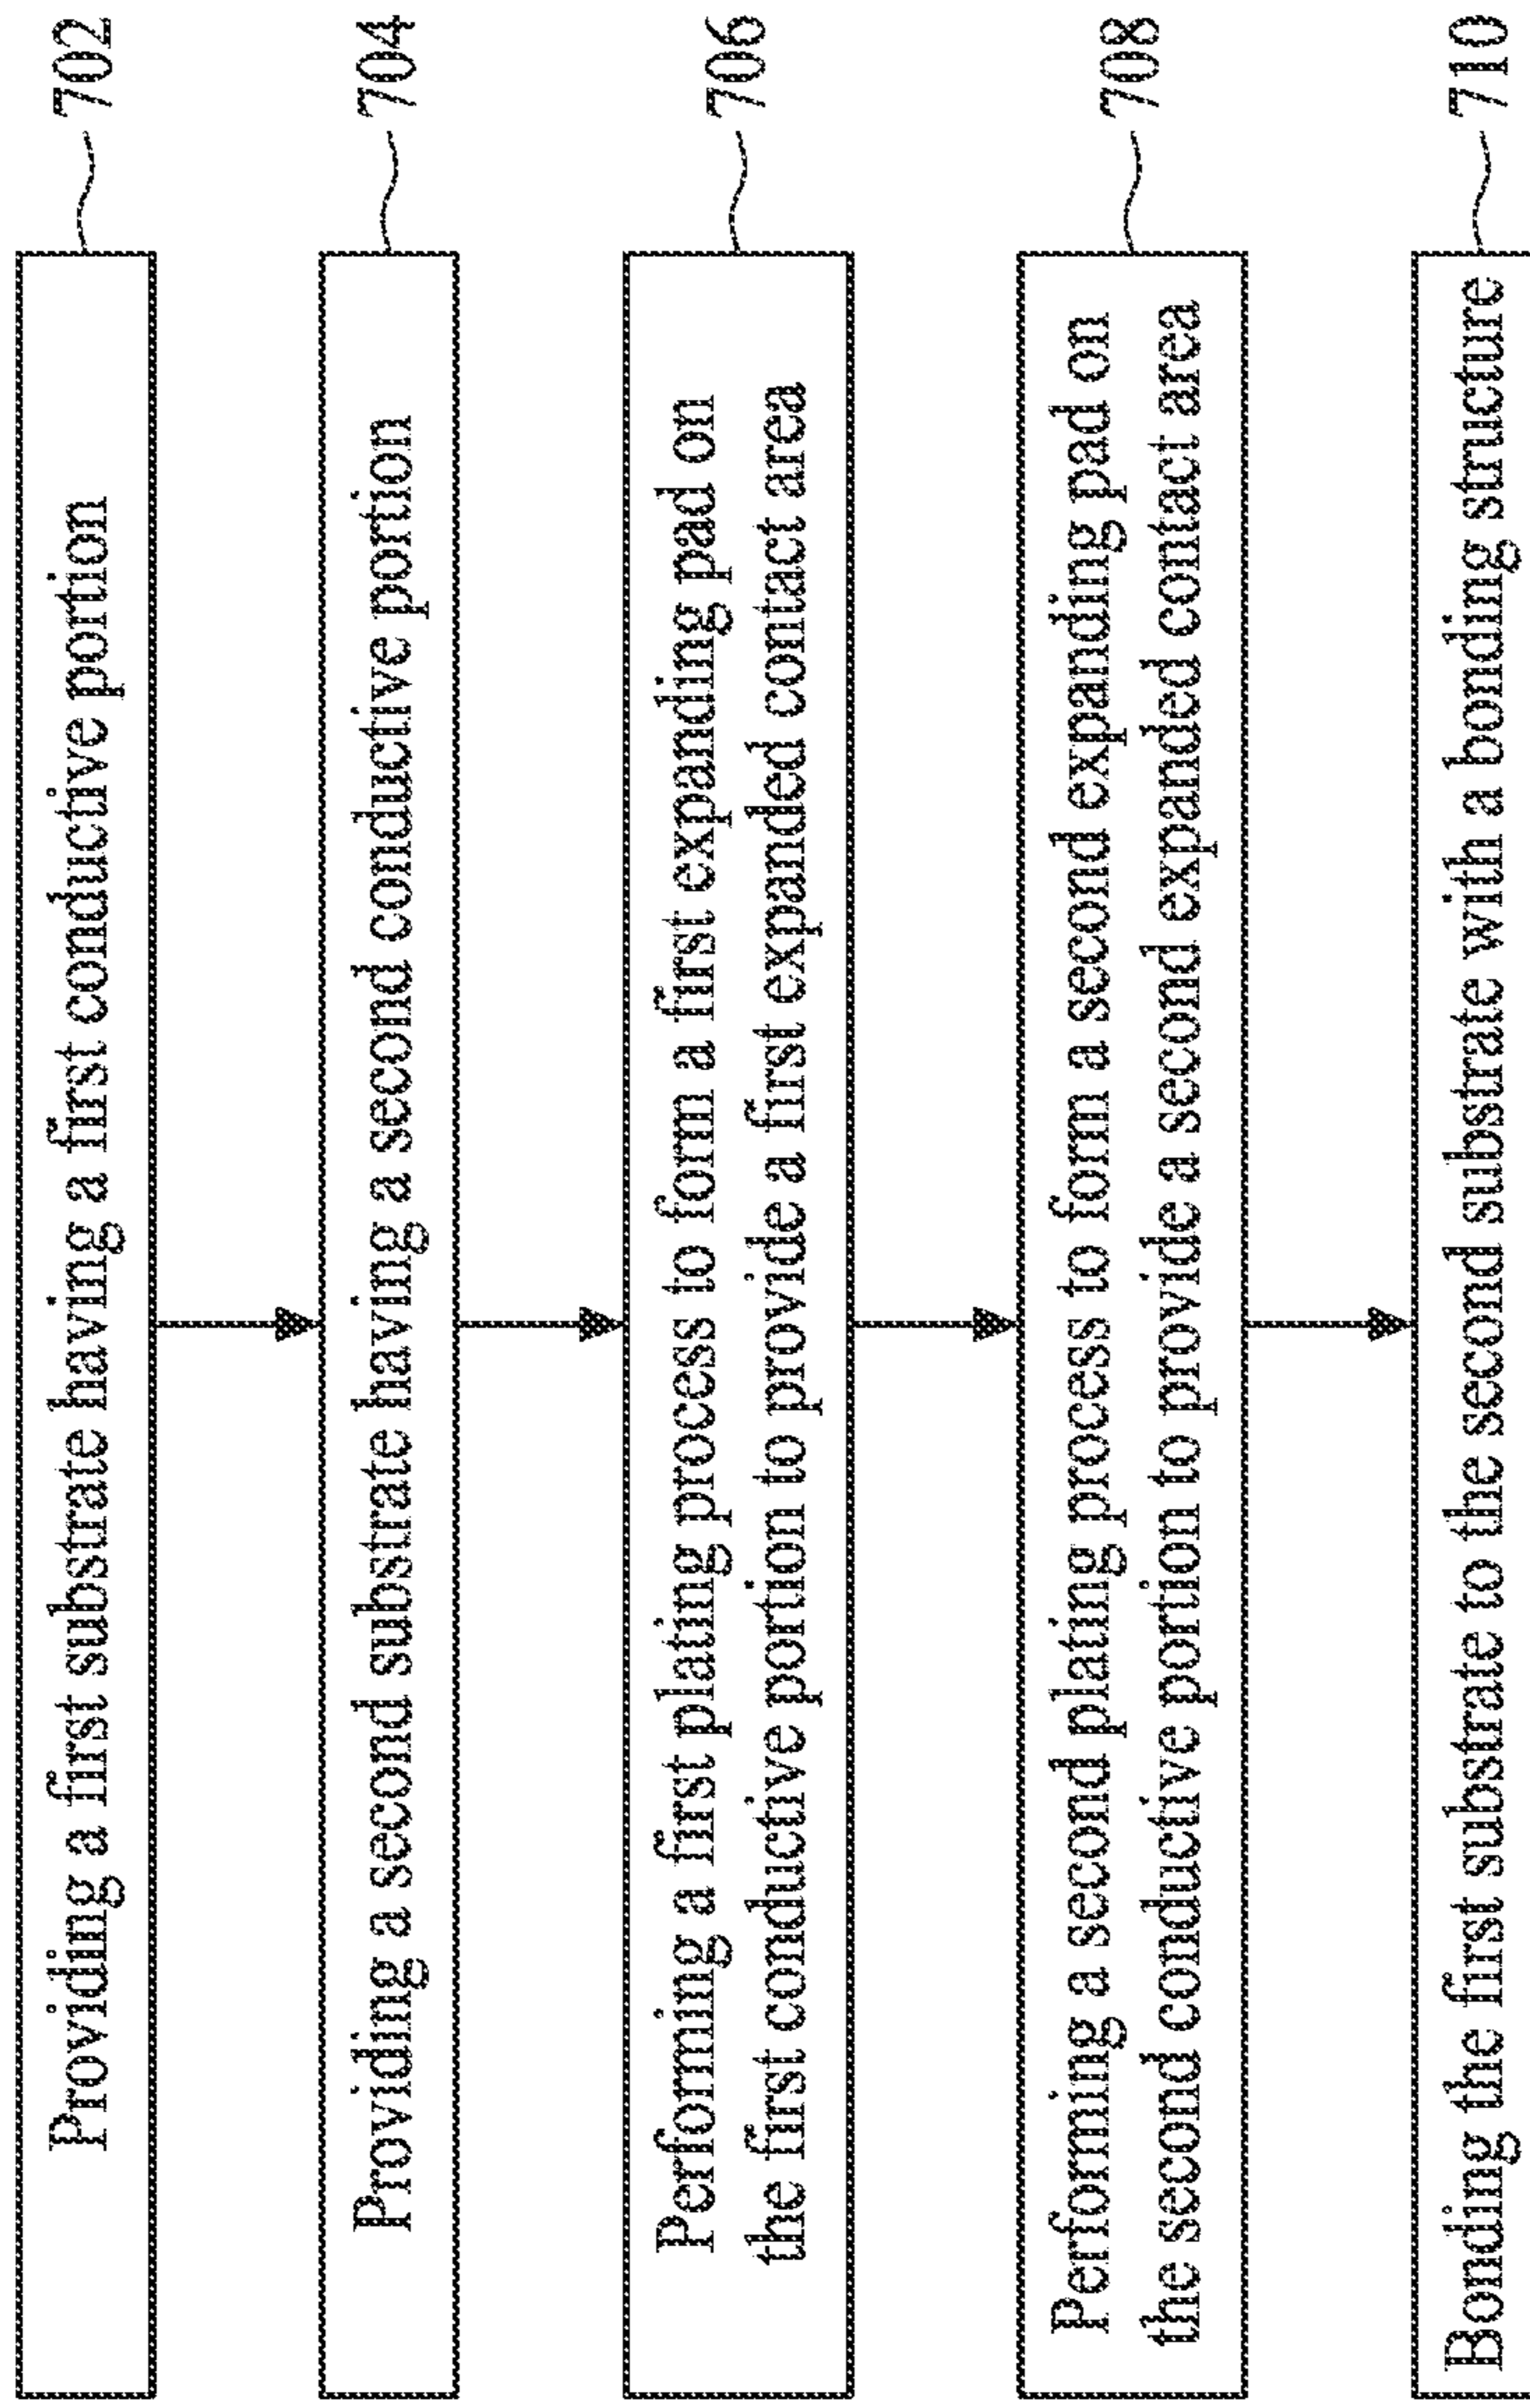 Providing a first substrate having a first conductive portion
702
Providing a second substrate having a second conductive portion
704
Performing a first plating process to form a first expanding pad on
the first conductive portion to provide a first expanded contact area
706
Performing a second plating process to form a second expanding pad on
the second conductive portion to provide a second expanded contact area
708
Bonding the first substrate to the second substrate with a bonding structure
710